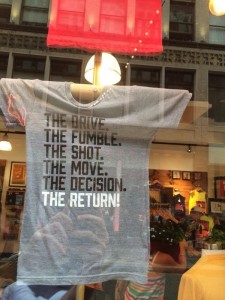 THE DRIVE.
THE FUMBLE.
THE SHOT.
THE MOVE.
THE DECISION.
THE RETURN!